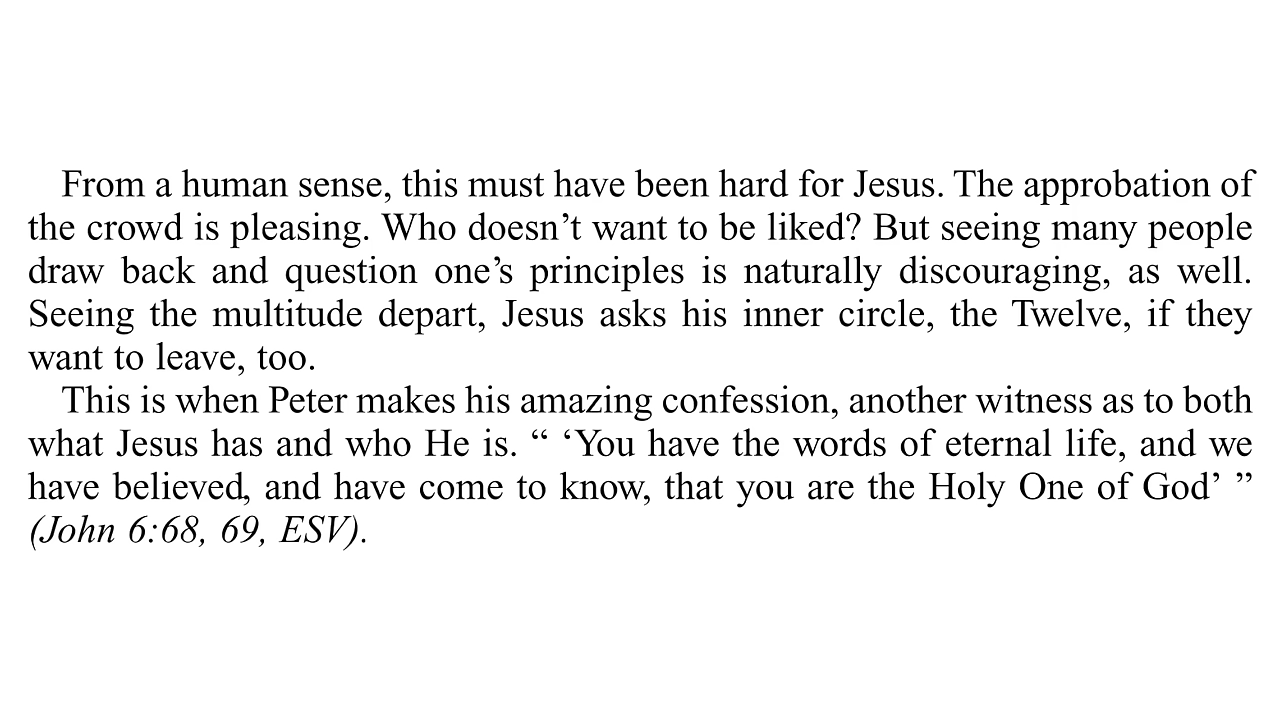 From a human sense, this must have been hard for Jesus. The approbation of
the crowd is pleasing. Who doesn’t want to be liked? But seeing many people
draw back and question one’s principles is naturally discouraging, as well.
Seeing the multitude depart, Jesus asks his inner circle, the Twelve, if they
want to leave, too.
This is when Peter makes his amazing confession, another witness as to both
what Jesus has and who He is. “ ‘You have the words of eternal life, and we
have believed, and have come to know, that you are the Holy One of God’ ”
(John 6:68, 69, ESV).